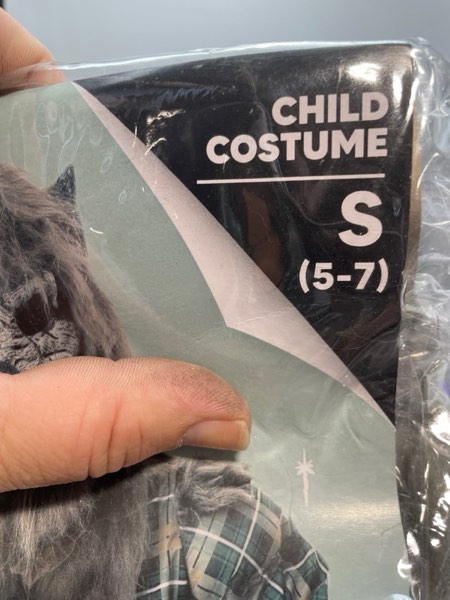 CHILD
COSTUME
S
(5-7)